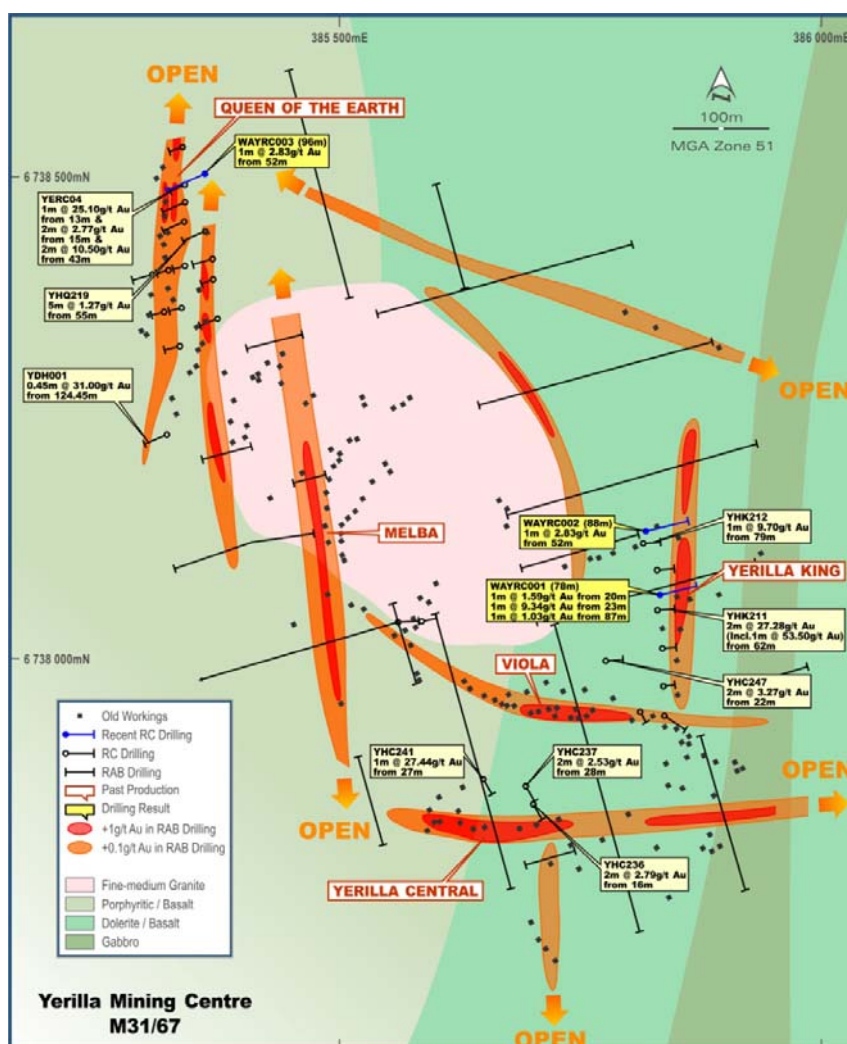 385 500mE
386 000mE
OPEN
QUEEN OF THE EARTH
100m
MGA Zone 51
WAYRC003 (96m)
1m @ 2.83g/t Au
from 52m
6 738 500mN
YERC04
1m @ 25.10g/t Au
from 13m &
2m @ 2.77g/t Au
from 15m &
2m @ 10.50g/t Au
from 43m
YHQ219
5m @ 1.27g/t Au
from 55m
YDH001
0.45m @ 31.00g/t Au
from 124.45m
OPEN
MELBA
WAYRC002 (88m)
1m @ 2.83g/t Au
from 52m
YHK212
1m @ 9.70g/t Au
from 79m
YERILLA KING
WAYRC001 (78m)
1m @ 1.59g/t Au from 20m
1m @ 9.34g/t Au from 23m
1m @ 1.03g/t Au from 87m
YHK211
2m @ 27.28g/t Au
(Incl.1m @ 53.50g/t Au)
from 62m
6 738 000mN
VIOLA
YHC247
2m @ 3.27g/t Au
from 22m
YHC241
1m @ 27.44g/t Au
from 27m
YHC237
2m @ 2.53g/t Au
from 28m
OPEN
OPEN
YERILLA CENTRAL
YHC236
2m @ 2.79g/t Au
from 16m
Old Workings
Recent RC Drilling
RC Drilling
RAB Drilling
Past Production
Drilling Result
+1g/t Au in RAB Drilling
+0.1g/t Au in RAB Drilling
Fine-medium Granite
Porphyritic / Basalt
Dolerite / Basalt
Gabbro
Yerilla Mining Centre
M31/67
OPEN